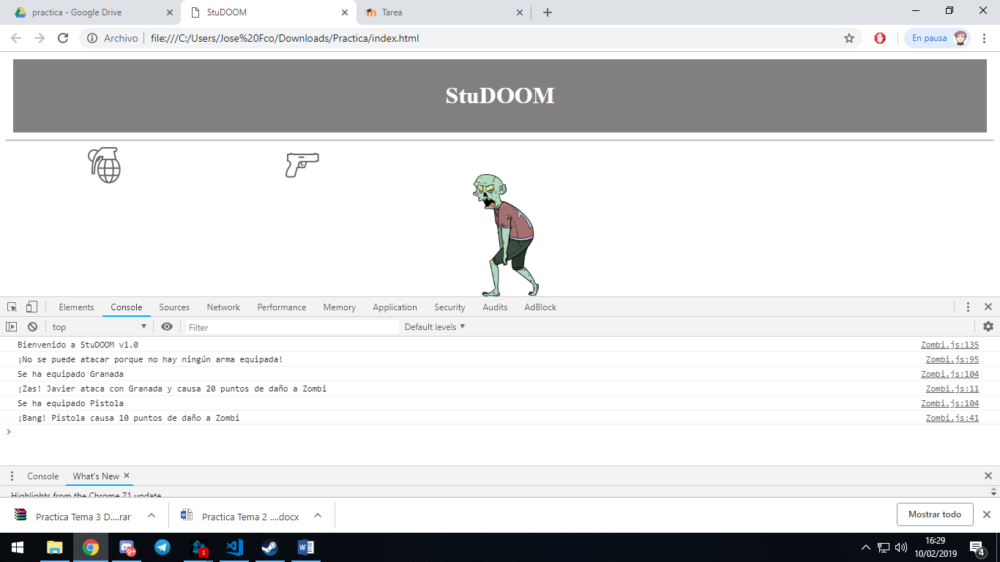 practica - Google Drive
StuDOOM
Tarea
Archivo
file:///C:/Users/Jose%20Fco/Downloads/Practica/index.html
En pausa
StuDOOM
Elements Console Sources Network Performance Memory Application Security Audits AdBlock
top
Filter
Default levels
Bienvenido a StuDOOM v1.0 Zombi.js:135
¡No se puede atacar porque no hay ningún arma equipada! Zombi.js:95
Se ha equipado Granada Zombi.js:104
¡Zas! Javier ataca con Granada y causa 20 puntos de daño a Zombi Zombi.js:11
Se ha equipado Pistola Zombi.js:104
¡Bang! Pistola causa 10 puntos de daño a Zombi Zombi.js:41
Console What's New
Highlights from the Chrome 71 update
Practica Tema 3 D....rar
Practica Tema 2 ....docx
Mostrar todo
9+
1
16:29
10/02/2019
4